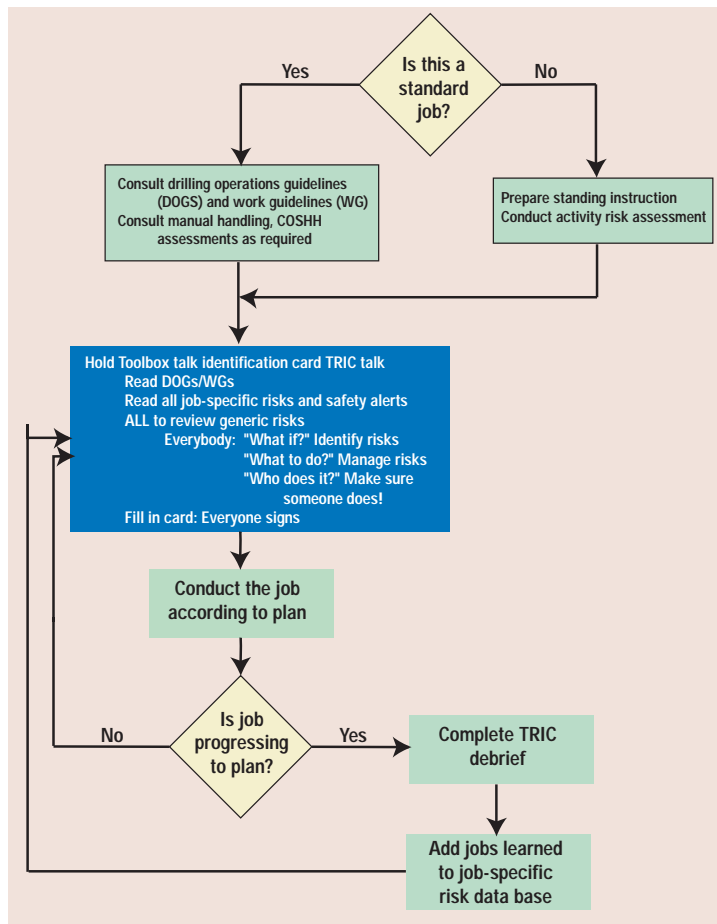 Is this a
standard
job?
Yes
No
Consult drilling operations guidelines
(DOGS) and work guidelines (WG)
Consult manual handling, COSHH
assessments as required
Prepare standing instruction
Conduct activity risk assessment
Hold Toolbox talk identification card TRIC talk
Read DOGs/WGs
Read all job-specific risks and safety alerts
ALL to review generic risks
Everybody: "What if?" Identify risks
"What to do?" Manage risks
"Who does it?" Make sure
someone does!
Fill in card: Everyone signs
Conduct the job
according to plan
Is job
progressing
to plan?
No
Yes
Complete TRIC
debrief
Add jobs learned
to job-specific
risk data base